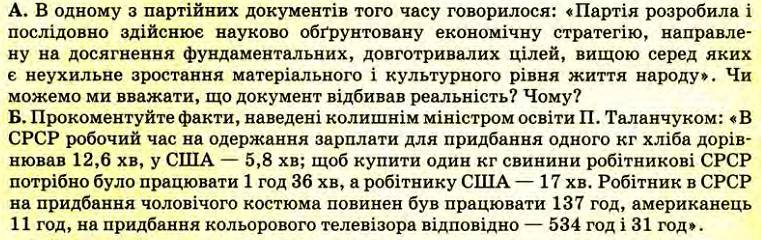 А. В одному з партійних документів того часу говорилося: «Партія розробила і
послідовно здійснює науково обґрунтовану економічну стратегію, направле-
ну на досягнення фундаментальних, довготривалих цілей, вищою серед яких
є неухильне зростання матеріального і культурного рівня життя народу». Чи
можемо ми вважати, що документ відбивав реальність? Чому?
Б. Прокоментуйте факти, наведені колишнім міністром освіти П. Таланчуком: «В
СРСР робочий час на одержання зарплати для придбання одного кг хліба дорів-
нював 12,6 хв, у США — 5,8 хв; щоб купити один кг свинини робітникові СРСР
потрібно було працювати 1 год 36 хв, а робітнику США — 17 хв. Робітник в СРСР
на придбання чоловічого костюма повинен був працювати 137 год, американець
11 год, на придбання кольорового телевізора відповідно — 534 год і 31 год».